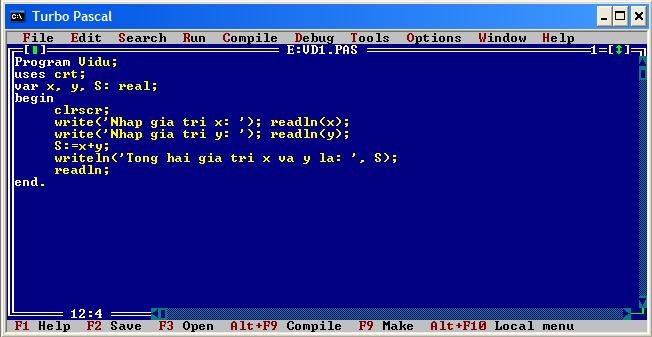 Turbo Pascal
File Edit Search Run Compile Debug Tools Options Window Help
[■] E:VD1.PAS 1=[↕]
Program Vidu;
uses crt;
var x, y, S: real;
begin
clrscr;
write('Nhap gia tri x: '); readln(x);
write('Nhap gia tri y: '); readln(y);
S:=x+y;
writeln('Tong hai gia tri x va y la: ', S);
readln;
end.
12:4
F1 Help F2 Save F3 Open Alt+F9 Compile F9 Make Alt+F10 Local menu